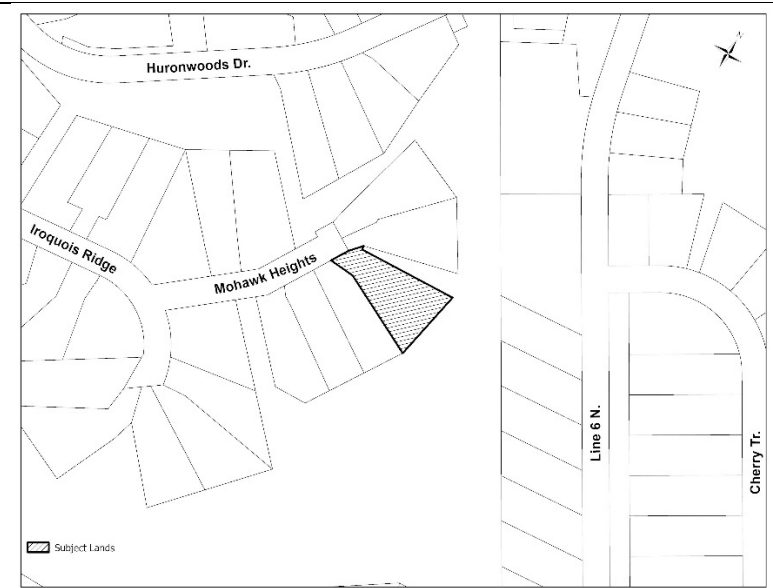 Huronwoods Dr.
N
Iroquois Ridge
Mohawk Heights
Line 6 N.
Cherry Tr.
Subject Lands